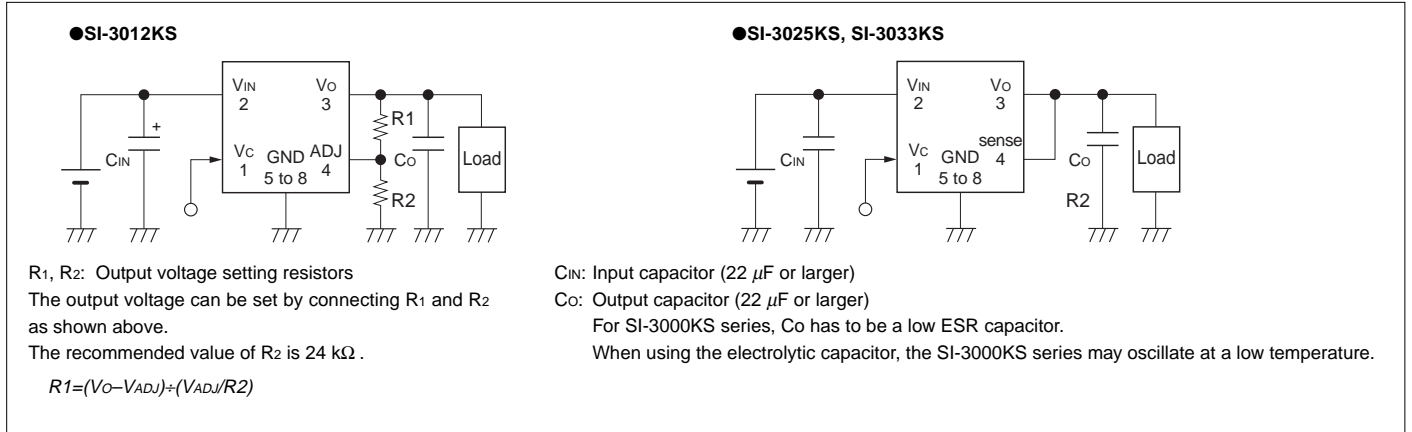 ●SI-3012KS
VIN
2
VO
3
VC
1
GND
5 to 8
ADJ
4
CIN
+
R1
R2
CO
Load
●SI-3025KS, SI-3033KS
VIN
2
VO
3
VC
1
GND
5 to 8
sense
4
CIN
CO
R2
Load
R1, R2: Output voltage setting resistors
The output voltage can be set by connecting R1 and R2
as shown above.
The recommended value of R2 is 24 kΩ .
R1=(VO–VADJ)÷(VADJ/R2)
CIN: Input capacitor (22 μF or larger)
CO: Output capacitor (22 μF or larger)
For SI-3000KS series, Co has to be a low ESR capacitor.
When using the electrolytic capacitor, the SI-3000KS series may oscillate at a low temperature.